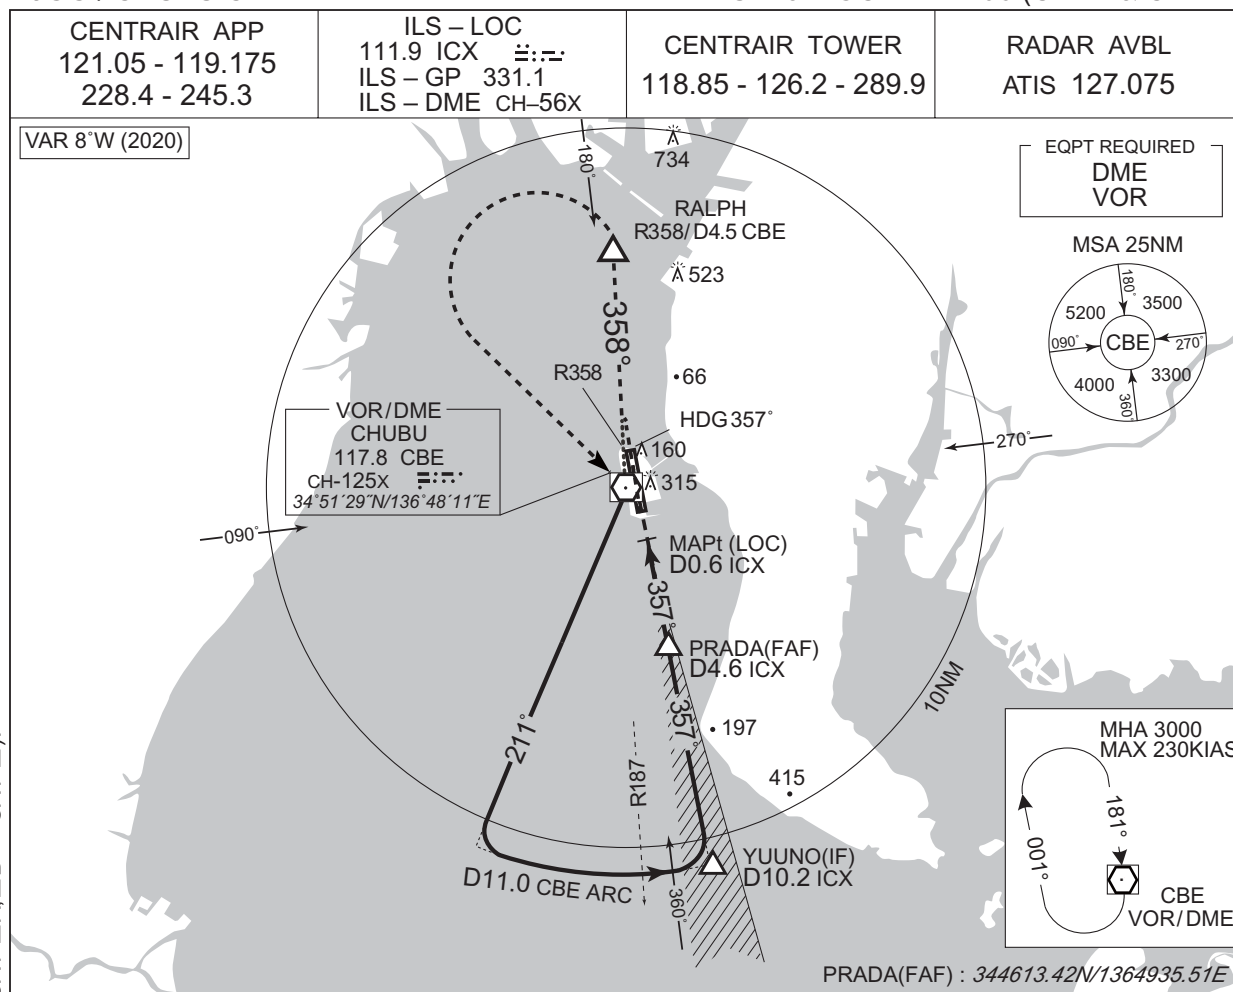 CENTRAIR APP
121.05 - 119.175
228.4 - 245.3
ILS – LOC
111.9 ICX
ILS – GP 331.1
ILS – DME CH–56X
CENTRAIR TOWER
118.85 - 126.2 - 289.9
RADAR AVBL
ATIS 127.075
VAR 8°W (2020)
EQPT REQUIRED
DME
VOR
MSA 25NM
180°
5200
3500
090°
CBE
270°
4000
3300
360°
180°
734
RALPH
R358/D4.5 CBE
523
358°
R358
66
HDG 357°
VOR/DME
CHUBU
117.8 CBE
CH-125X
34°51´29˝N/136°48´11˝E
160
315
270°
090°
MAPt (LOC)
D0.6 ICX
357°
PRADA(FAF)
D4.6 ICX
357°
10NM
211°
197
R187
415
YUUNO(IF)
D10.2 ICX
D11.0 CBE ARC
360°
MHA 3000
MAX 230KIAS
181°
001°
CBE
VOR/DME
PRADA(FAF) : 344613.42N/1364935.51E